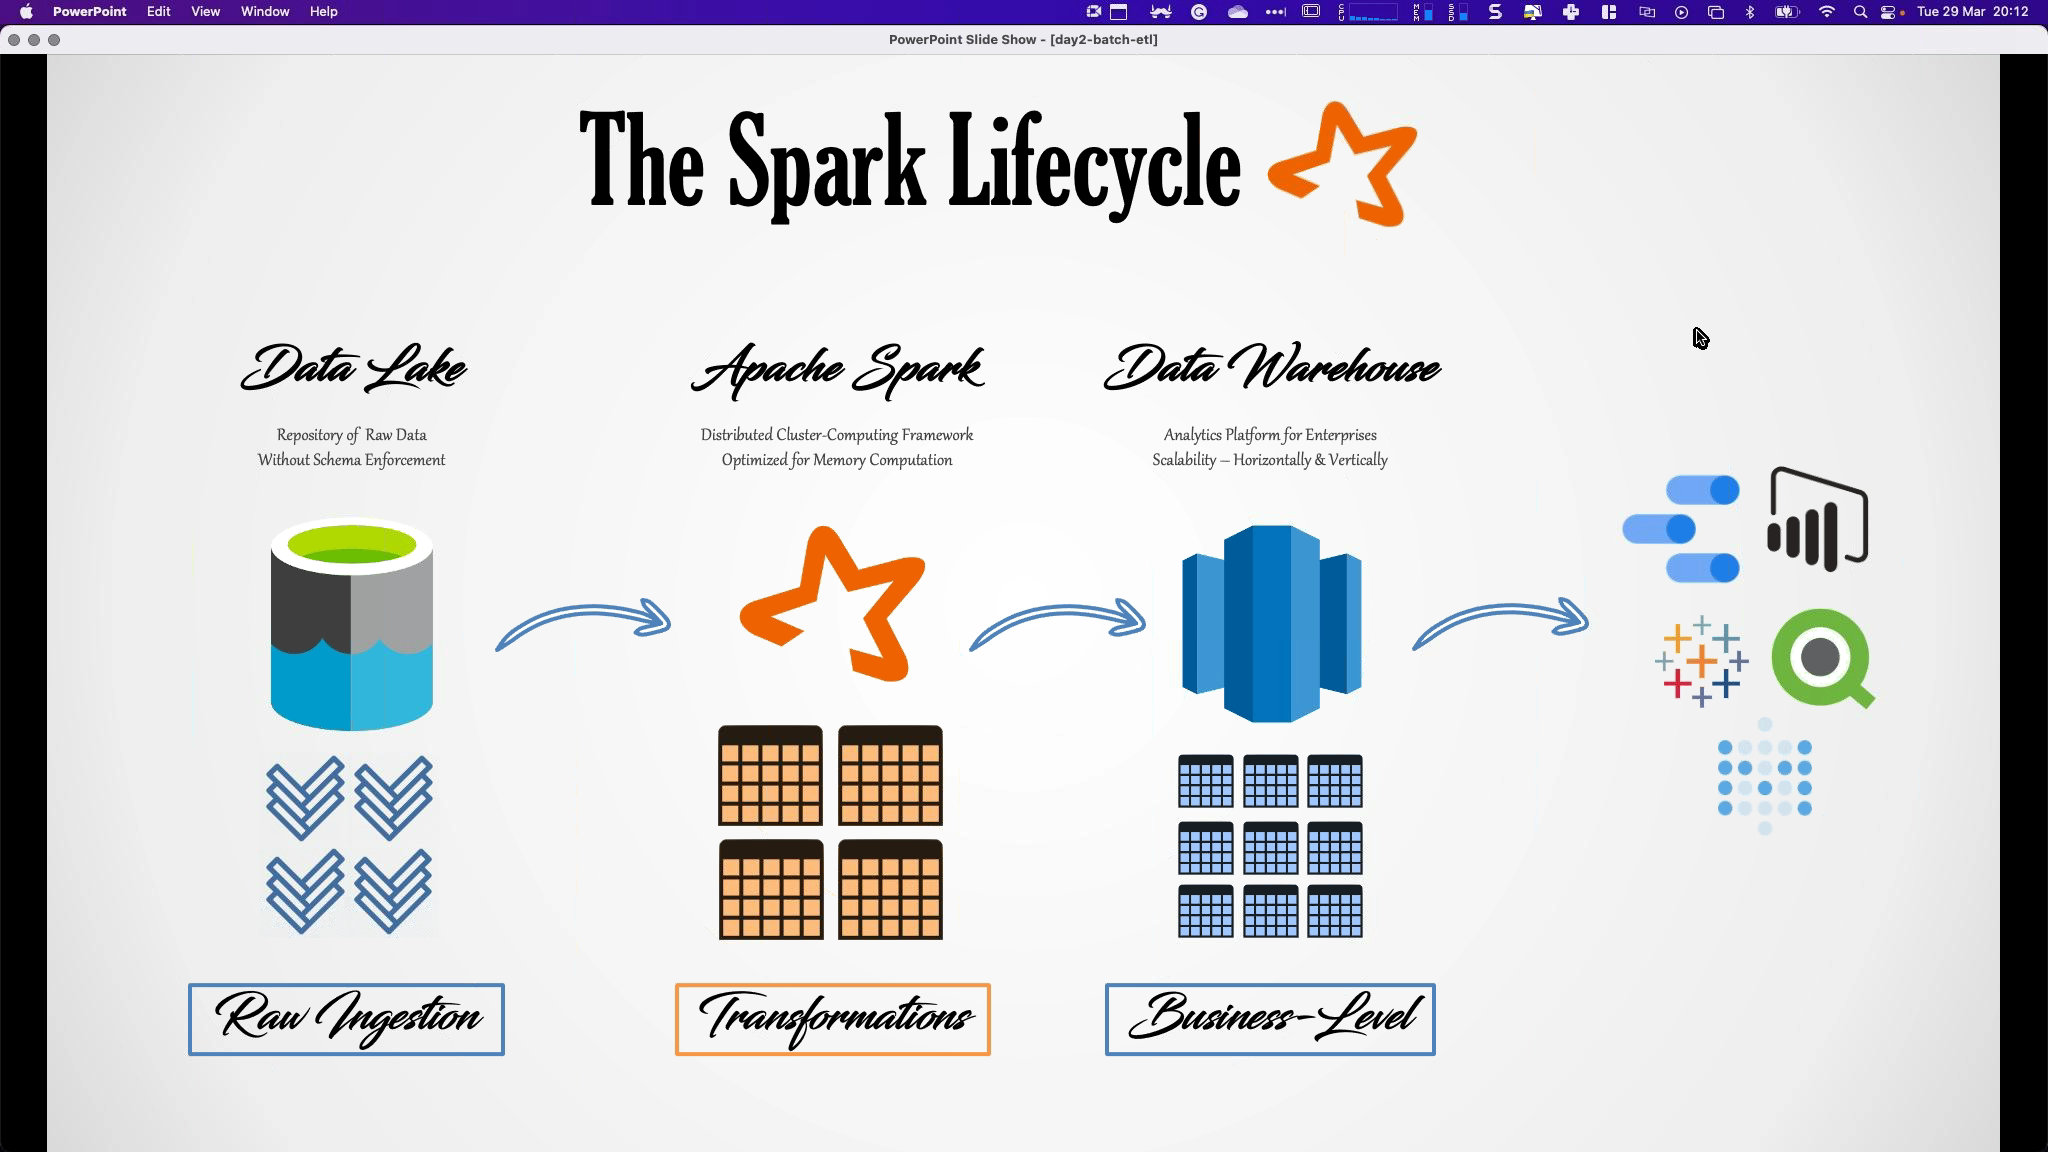 PowerPoint Edit View Window Help
Tue 29 Mar 20:12
PowerPoint Slide Show - [day2-batch-etl]
The Spark Lifecycle
Data Lake
Repository of Raw Data
Without Schema Enforcement
Apache Spark
Distributed Cluster-Computing Framework
Optimized for Memory Computation
Data Warehouse
Analytics Platform for Enterprises
Scalability – Horizontally & Vertically
Raw Ingestion
Transformations
Business-Level